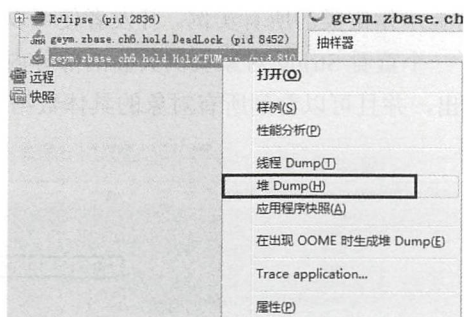 Eclipse (pid 2836)
geym.zbase.ch6.hold.DeadLock (pid 8452)
geym.zbase.ch6.hold.HoldCPUMain (pid 810
远程
快照
geym.zbase.ch
抽样器
打开(O)
样例(S)
性能分析(P)
线程 Dump(T)
堆 Dump(H)
应用程序快照(A)
在出现 OOME 时生成堆 Dump(E)
Trace application...
属性(P)